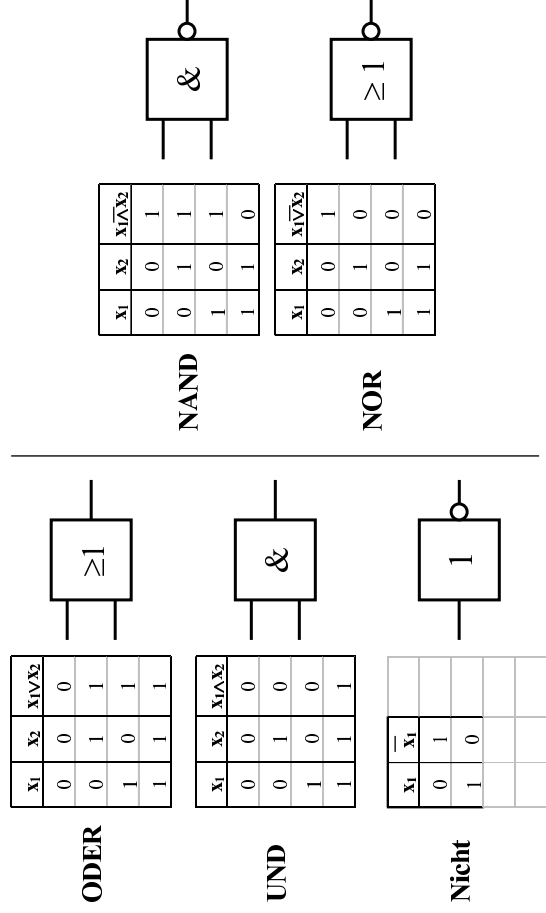 ODER
x₁ x₂ x₁∨x₂
0 0 0
0 1 1
1 0 1
1 1 1
≥1
UND
x₁ x₂ x₁∧x₂
0 0 0
0 1 0
1 0 0
1 1 1
&
Nicht
x₁ x̅₁
0 1
1 0
1
NAND
x₁ x₂ x₁∧̅x₂
0 0 1
0 1 1
1 0 1
1 1 0
&
NOR
x₁ x₂ x₁∨̅x₂
0 0 1
0 1 0
1 0 0
1 1 0
≥ 1